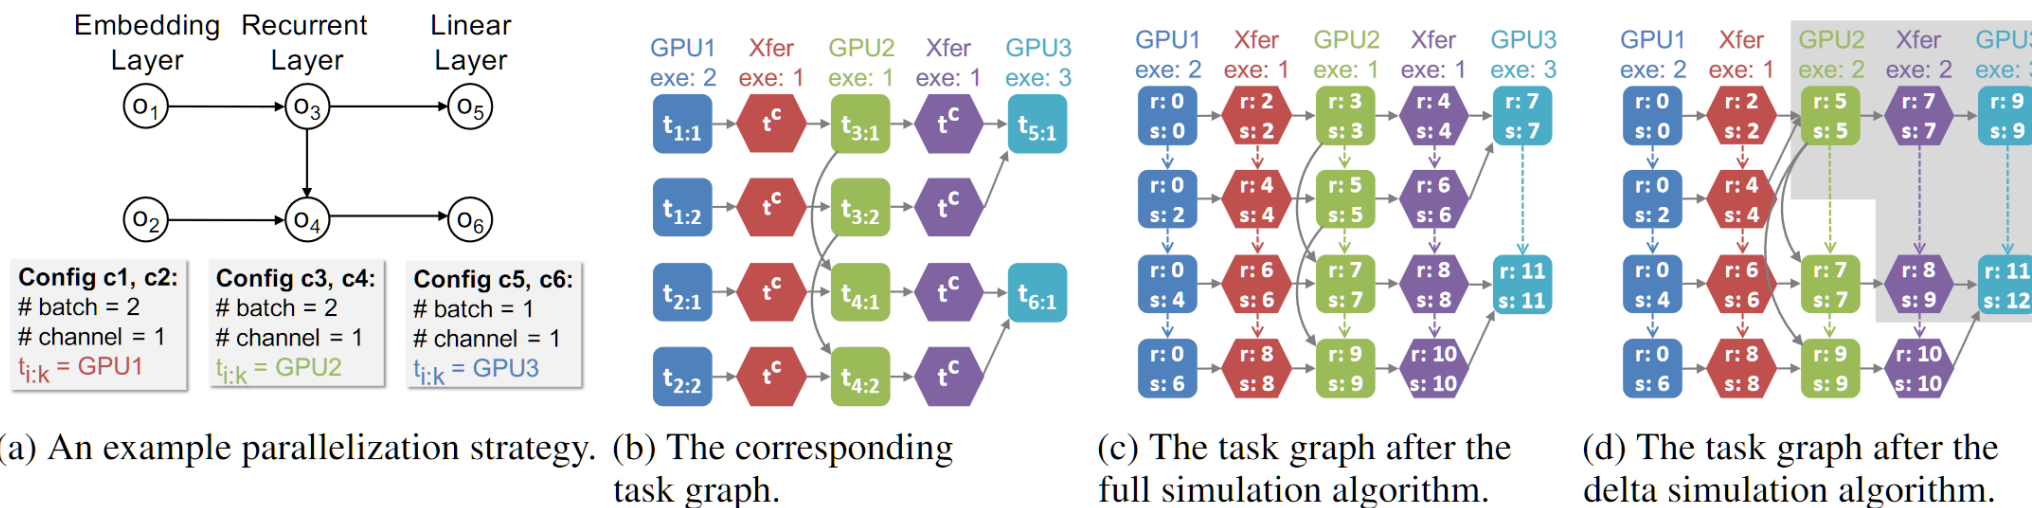 Embedding Layer
Recurrent Layer
Linear Layer
o1
o3
o5
o2
o4
o6
Config c1, c2:
# batch = 2
# channel = 1
ti:k = GPU1
Config c3, c4:
# batch = 2
# channel = 1
ti:k = GPU2
Config c5, c6:
# batch = 1
# channel = 1
ti:k = GPU3
(a) An example parallelization strategy.
GPU1 Xfer GPU2 Xfer GPU3
exe: 2 exe: 1 exe: 1 exe: 1 exe: 3
t1:1 tC t3:1 tC t5:1
t1:2 tC t3:2 tC
t2:1 tC t4:1 tC t6:1
t2:2 tC t4:2 tC
(b) The corresponding
task graph.
GPU1 Xfer GPU2 Xfer GPU3
exe: 2 exe: 1 exe: 1 exe: 1 exe: 3
r: 0 r: 2 r: 3 r: 4 r: 7
s: 0 s: 2 s: 3 s: 4 s: 7
r: 0 r: 4 r: 5 r: 6
s: 2 s: 4 s: 5 s: 6
r: 0 r: 6 r: 7 r: 8 r: 11
s: 4 s: 6 s: 7 s: 8 s: 11
r: 0 r: 8 r: 9 r: 10
s: 6 s: 8 s: 9 s: 10
(c) The task graph after the
full simulation algorithm.
GPU1 Xfer GPU2 Xfer GPU3
exe: 2 exe: 1 exe: 2 exe: 2 exe:
r: 0 r: 2 r: 5 r: 7 r: 9
s: 0 s: 2 s: 5 s: 7 s: 9
r: 0 r: 4
s: 2 s: 4
r: 0 r: 6 r: 7 r: 8 r: 11
s: 4 s: 6 s: 7 s: 9 s: 12
r: 0 r: 8 r: 9 r: 10
s: 6 s: 8 s: 9 s: 10
(d) The task graph after the
delta simulation algorithm.